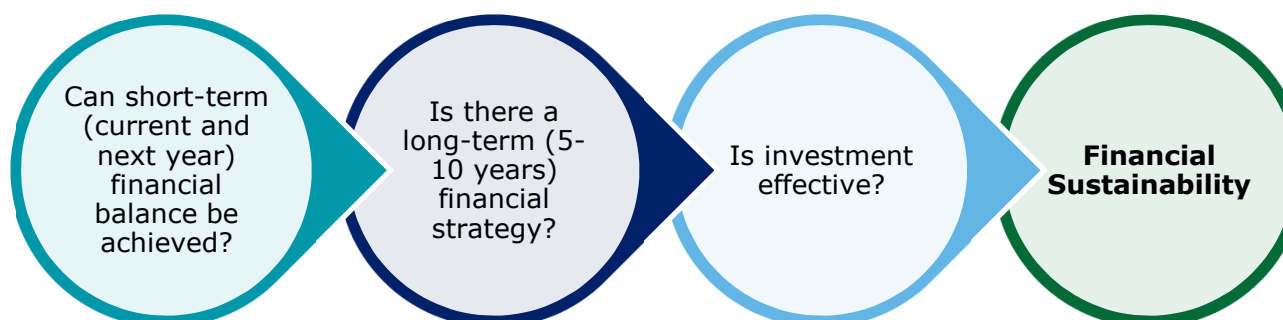 Can short-term
(current and
next year)
financial
balance be
achieved?
Is there a
long-term (5-
10 years)
financial
strategy?
Is investment
effective?
Financial
Sustainability